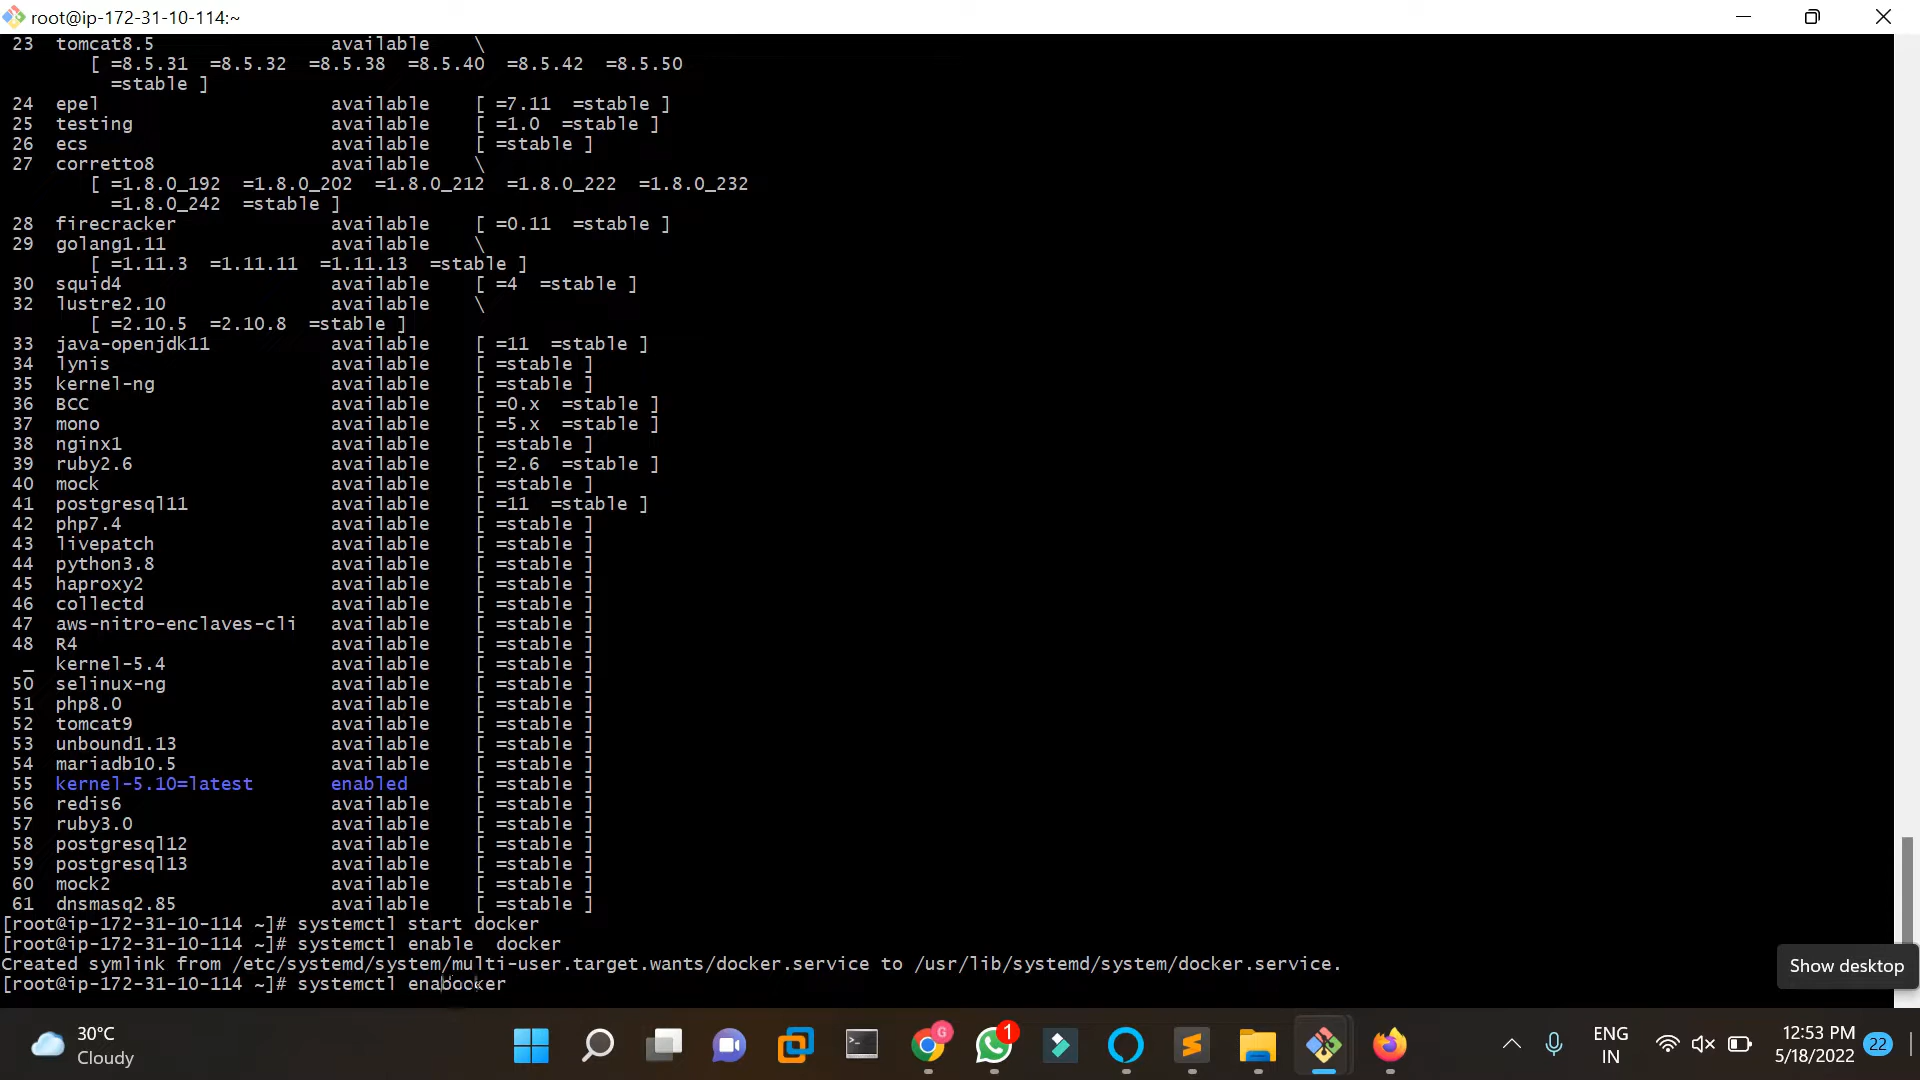 root@ip-172-31-10-114:~
23 tomcat8.5 available \
[ =8.5.31 =8.5.32 =8.5.38 =8.5.40 =8.5.42 =8.5.50
=stable ]
24 epel available [ =7.11 =stable ]
25 testing available [ =1.0 =stable ]
26 ecs available [ =stable ]
27 corretto8 available \
[ =1.8.0_192 =1.8.0_202 =1.8.0_212 =1.8.0_222 =1.8.0_232
=1.8.0_242 =stable ]
28 firecracker available [ =0.11 =stable ]
29 golang1.11 available \
[ =1.11.3 =1.11.11 =1.11.13 =stable ]
30 squid4 available [ =4 =stable ]
32 lustre2.10 available \
[ =2.10.5 =2.10.8 =stable ]
33 java-openjdk11 available [ =11 =stable ]
34 lynis available [ =stable ]
35 kernel-ng available [ =stable ]
36 BCC available [ =0.x =stable ]
37 mono available [ =5.x =stable ]
38 nginx1 available [ =stable ]
39 ruby2.6 available [ =2.6 =stable ]
40 mock available [ =stable ]
41 postgresql11 available [ =11 =stable ]
42 php7.4 available [ =stable ]
43 livepatch available [ =stable ]
44 python3.8 available [ =stable ]
45 haproxy2 available [ =stable ]
46 collectd available [ =stable ]
47 aws-nitro-enclaves-cli available [ =stable ]
48 R4 available [ =stable ]
_ kernel-5.4 available [ =stable ]
50 selinux-ng available [ =stable ]
51 php8.0 available [ =stable ]
52 tomcat9 available [ =stable ]
53 unbound1.13 available [ =stable ]
54 mariadb10.5 available [ =stable ]
55 kernel-5.10=latest enabled [ =stable ]
56 redis6 available [ =stable ]
57 ruby3.0 available [ =stable ]
58 postgresql12 available [ =stable ]
59 postgresql13 available [ =stable ]
60 mock2 available [ =stable ]
61 dnsmasq2.85 available [ =stable ]
[root@ip-172-31-10-114 ~]# systemctl start docker
[root@ip-172-31-10-114 ~]# systemctl enable  docker
Created symlink from /etc/systemd/system/multi-user.target.wants/docker.service to /usr/lib/systemd/system/docker.service.
[root@ip-172-31-10-114 ~]# systemctl enadocker
Show desktop
30°C
Cloudy
G
1
ENG
IN
12:53 PM
5/18/2022
22